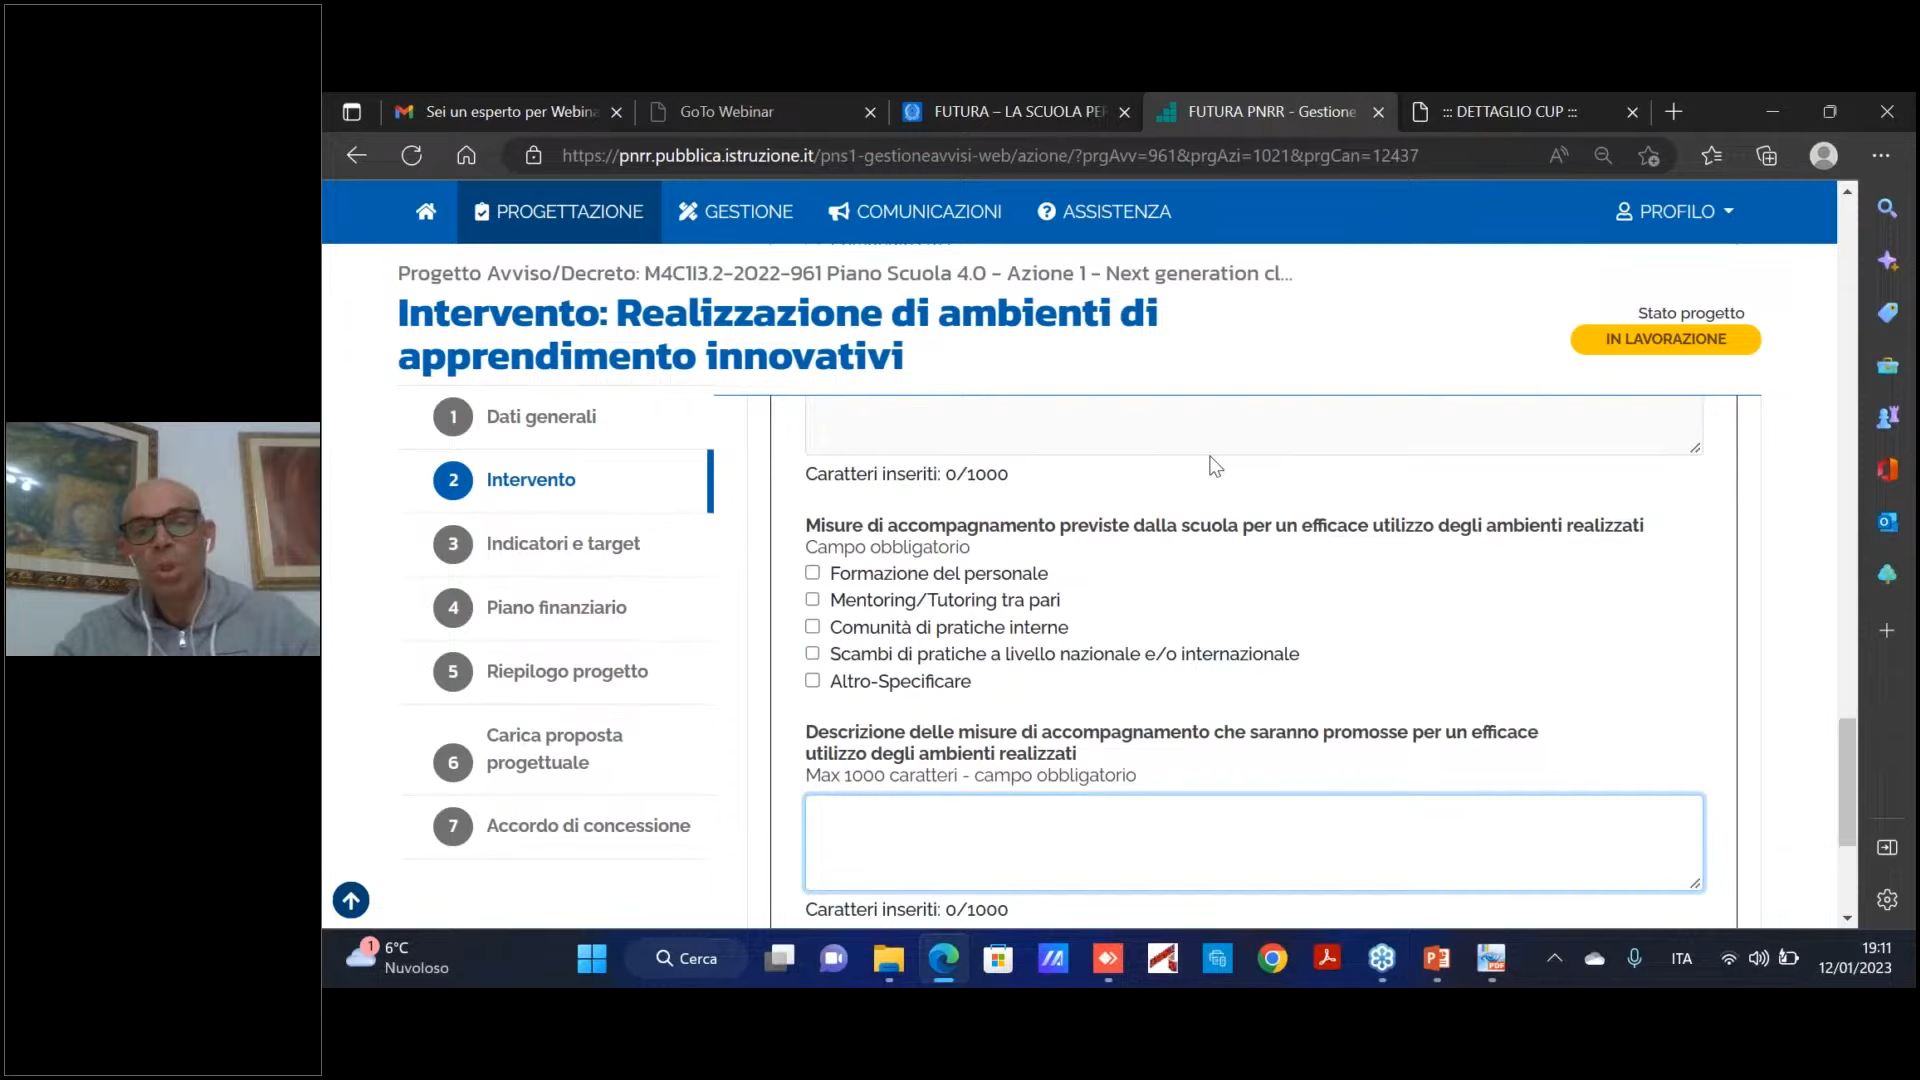 Sei un esperto per Webina
GoTo Webinar
FUTURA – LA SCUOLA PER
FUTURA PNRR - Gestione
::: DETTAGLIO CUP :::
https://pnrr.pubblica.istruzione.it/pns1-gestioneavvisi-web/azione/?prgAvv=961&prgAzi=1021&prgCan=12437
PROGETTAZIONE
GESTIONE
COMUNICAZIONI
ASSISTENZA
PROFILO
Progetto Avviso/Decreto: M4C1I3.2-2022-961 Piano Scuola 4.0 - Azione 1 - Next generation cl...
Intervento: Realizzazione di ambienti di
apprendimento innovativi
Stato progetto
IN LAVORAZIONE
1 Dati generali
2 Intervento
3 Indicatori e target
4 Piano finanziario
5 Riepilogo progetto
6 Carica proposta
progettuale
7 Accordo di concessione
Caratteri inseriti: 0/1000
Misure di accompagnamento previste dalla scuola per un efficace utilizzo degli ambienti realizzati
Campo obbligatorio
Formazione del personale
Mentoring/Tutoring tra pari
Comunità di pratiche interne
Scambi di pratiche a livello nazionale e/o internazionale
Altro-Specificare
Descrizione delle misure di accompagnamento che saranno promosse per un efficace
utilizzo degli ambienti realizzati
Max 1000 caratteri - campo obbligatorio
Caratteri inseriti: 0/1000
1
6°C
Nuvoloso
Cerca
ITA
19:11
12/01/2023